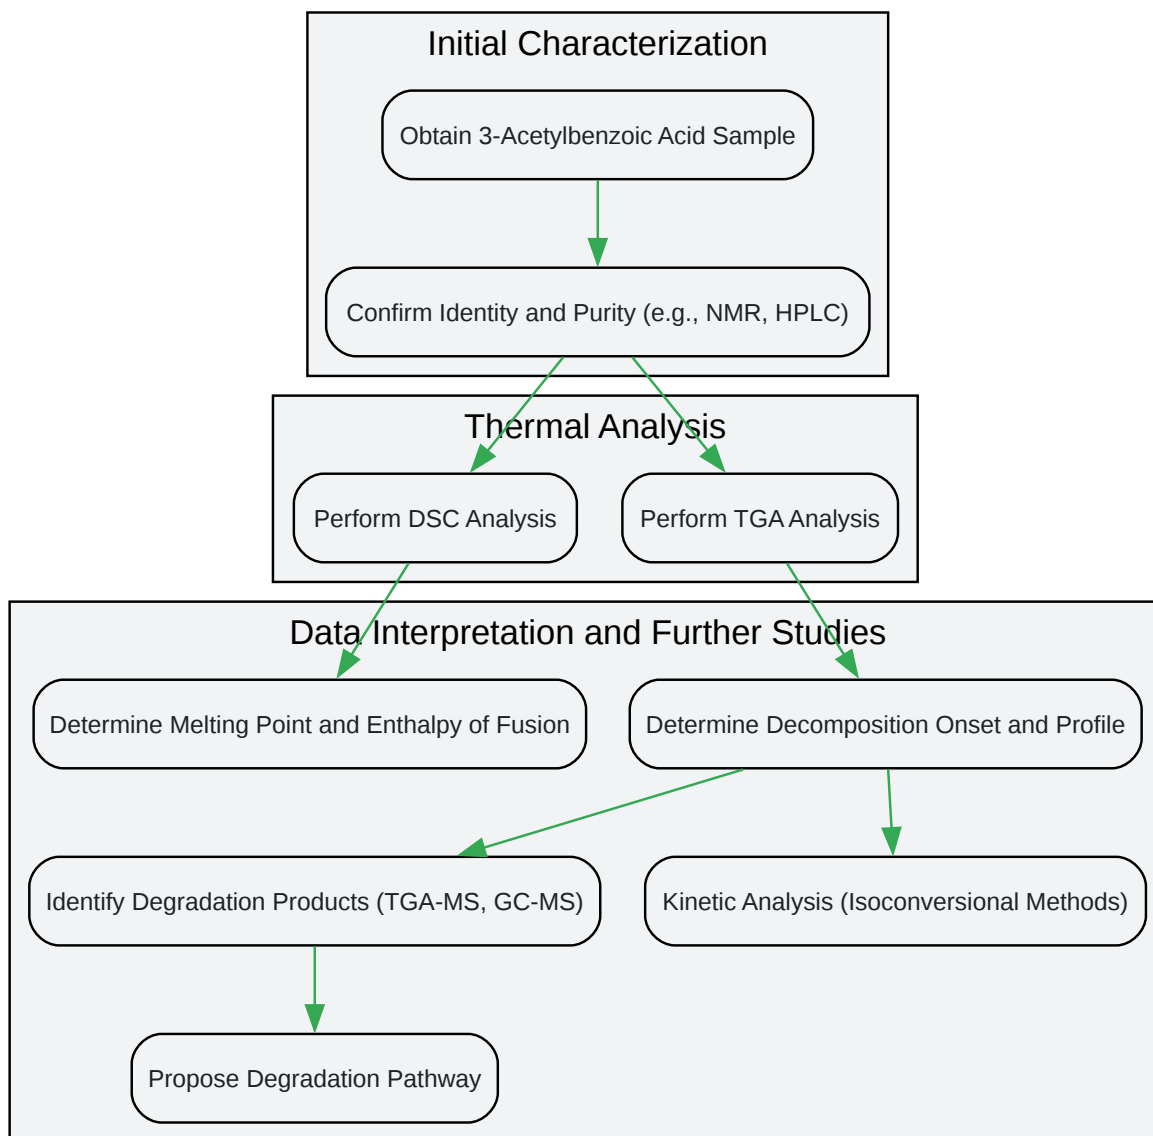 Initial Characterization
Obtain 3-Acetylbenzoic Acid Sample
Confirm Identity and Purity (e.g., NMR, HPLC)
Thermal Analysis
Perform DSC Analysis
Perform TGA Analysis
Data Interpretation and Further Studies
Determine Melting Point and Enthalpy of Fusion
Determine Decomposition Onset and Profile
Identify Degradation Products (TGA-MS, GC-MS)
Kinetic Analysis (Isoconversional Methods)
Propose Degradation Pathway